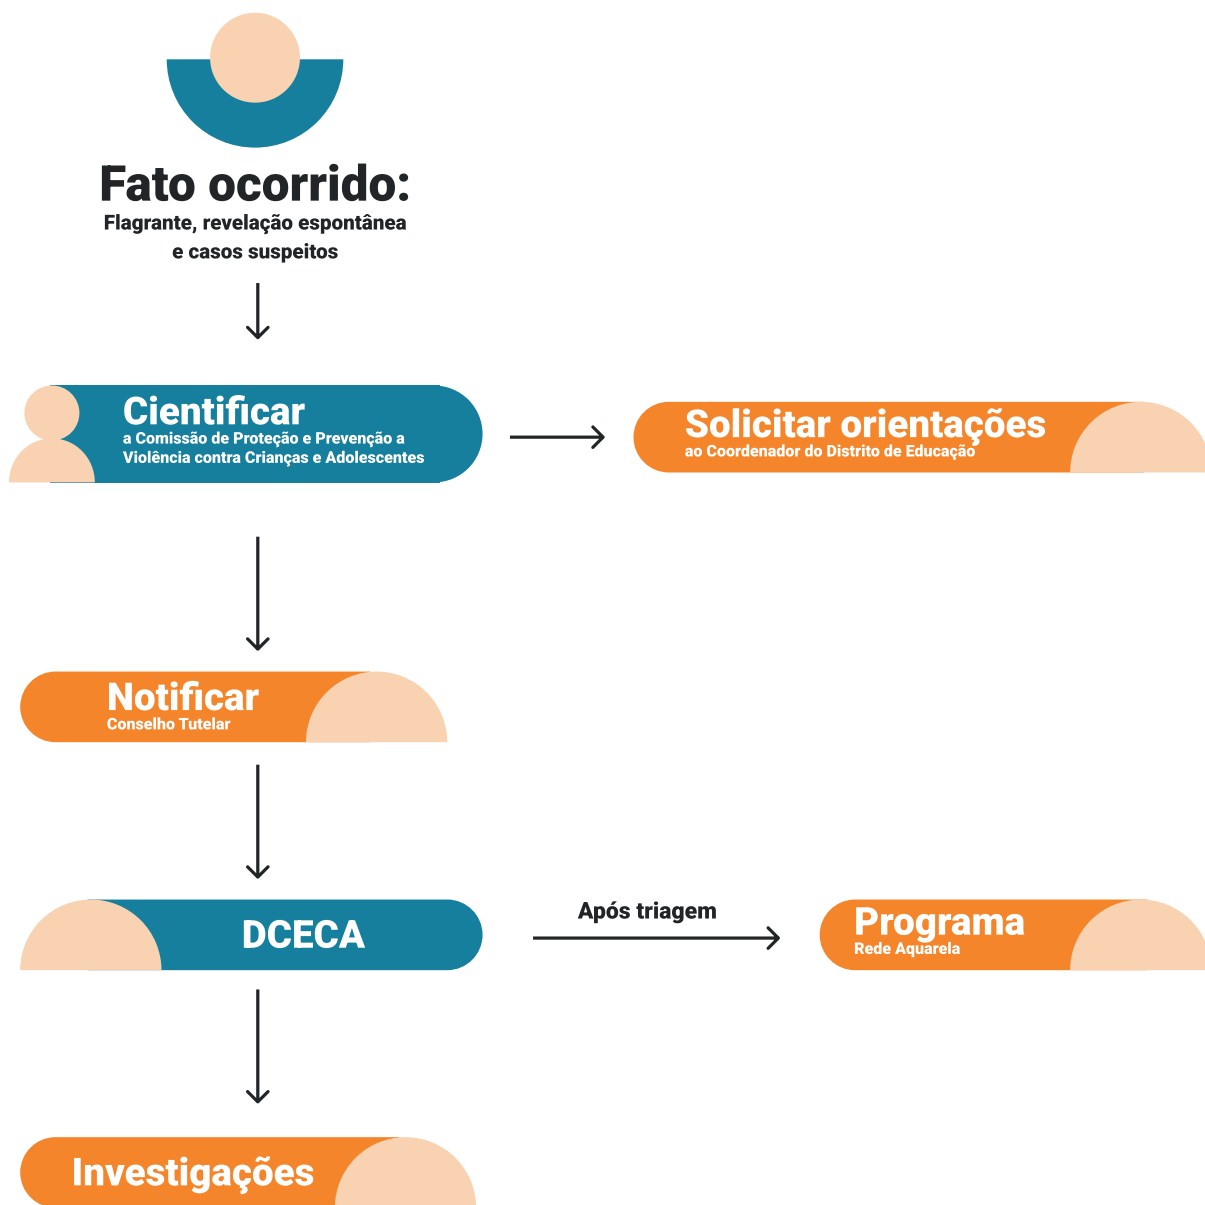 Fato ocorrido:
Flagrante, revelação espontânea
e casos suspeitos
Cientificar
a Comissão de Proteção e Prevenção a
Violência contra Crianças e Adolescentes
Solicitar orientações
ao Coordenador do Distrito de Educação
Notificar
Conselho Tutelar
DCECA
Após triagem
Programa
Rede Aquarela
Investigações